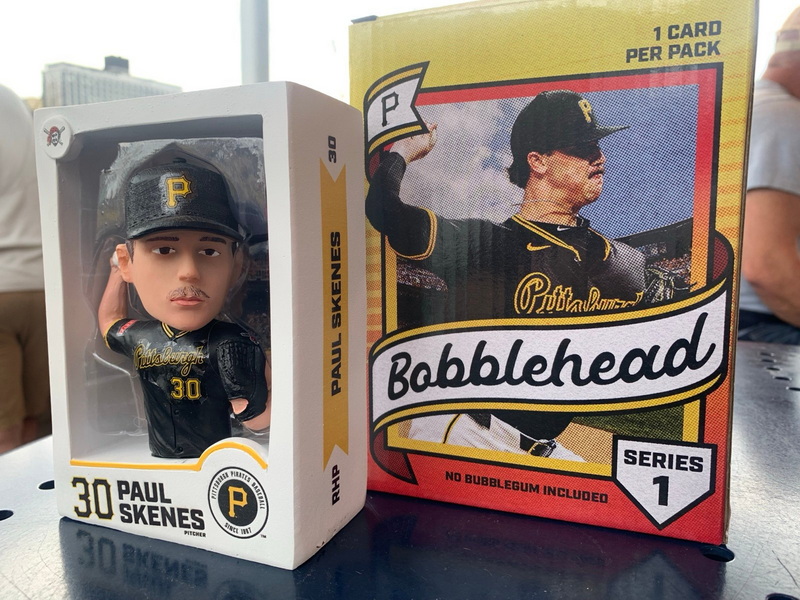 P
Pittsburgh
30
30
PAUL SKENES
RHP
30 PAUL
SKENES
PITCHER
PITTSBURGH PIRATES BASEBALL
P
SINCE 1887
TM
1 CARD
PER PACK
P
P
Pittsburgh
Bobblehead
SERIES
1
NO BUBBLEGUM INCLUDED